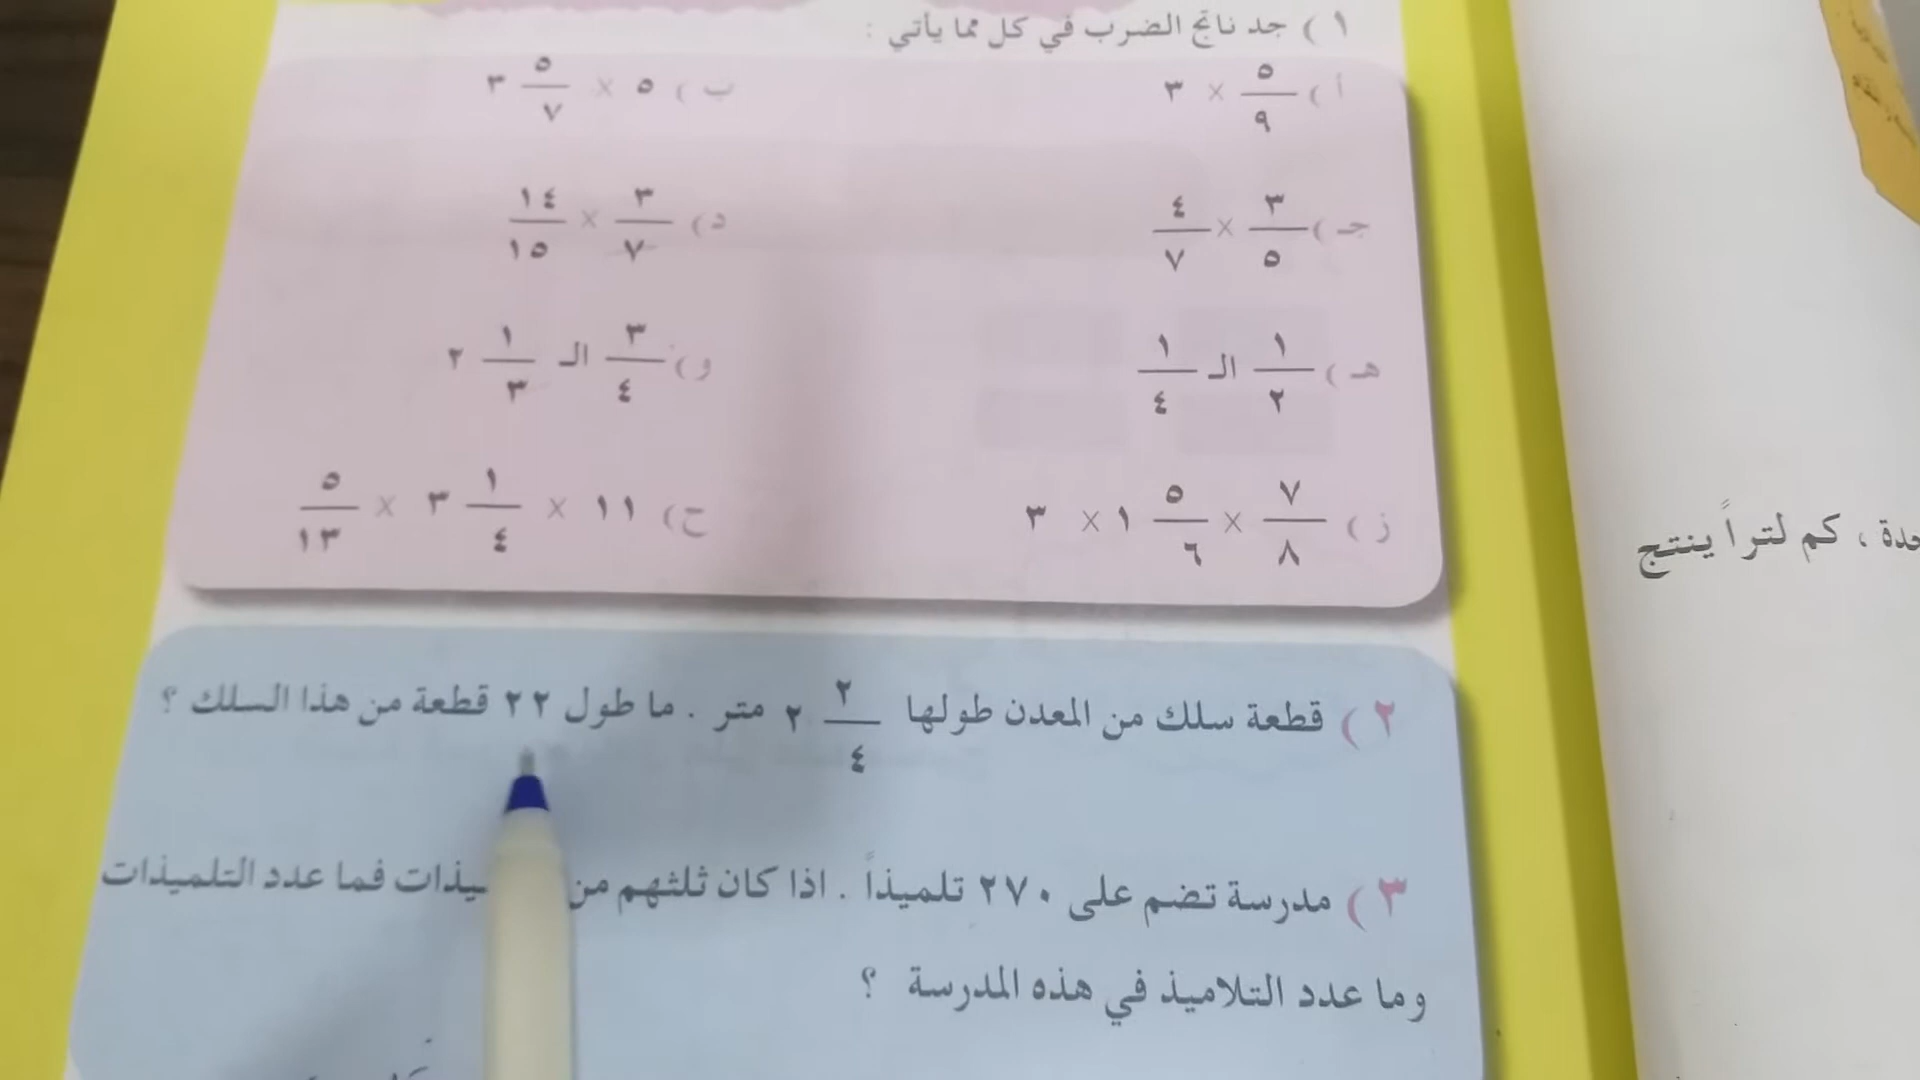 ١ ) جد ناتج الضرب في كل مما يأتي :
أ ) ٥/٩ × ٣
ب ) ٥ × ٥/٧ ٣
جـ ) ٣/٥ × ٤/٧
د ) ٣/٧ × ١٤/١٥
هـ ) ١/٢ الـ ١/٤
و ) ٣/٤ الـ ١/٣ ٢
ز ) ٧/٨ × ٥/٦ ١ × ٣
ح ) ١١ × ١/٤ ٣ × ٥/١٣
٢ ) قطعة سلك من المعدن طولها ٢/٤ ٢ متر . ما طول ٢٢ قطعة من هذا السلك ؟
٣ ) مدرسة تضم على ٢٧٠ تلميذاً . اذا كان ثلثهم من فما عدد التلميذات
وما عدد التلاميذ في هذه المدرسة ؟
، كم لتراً ينتج